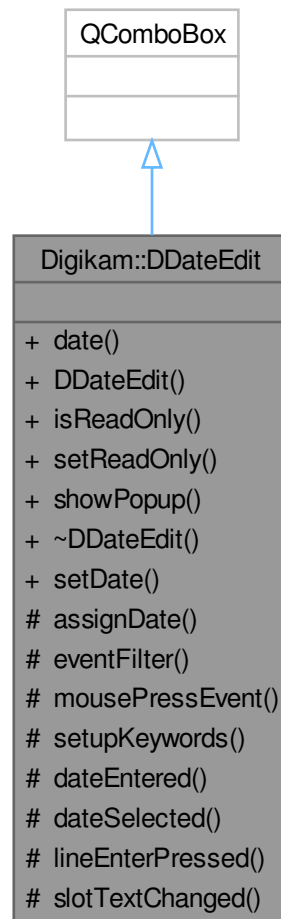 QComboBox
Digikam::DDateEdit
+ date()
+ DDateEdit()
+ isReadOnly()
+ setReadOnly()
+ showPopup()
+ ~DDateEdit()
+ setDate()
# assignDate()
# eventFilter()
# mousePressEvent()
# setupKeywords()
# dateEntered()
# dateSelected()
# lineEnterPressed()
# slotTextChanged()